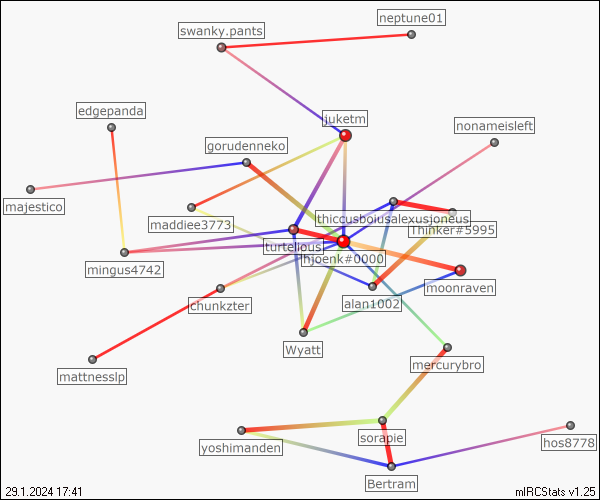 neptune01
swanky.pants
edgepanda
juketm
nonameisleft
gorudenneko
majestico
maddiee3773
thiccusbousalexusjoneus
Thinker#5995
turtelious
hjoenk#0000
mingus4742
moonraven
chunkzter
alan1002
Wyatt
mercurybro
mattnesslp
sorapie
yoshimanden
hos8778
Bertram
29.1.2024 17:41
mIRCStats v1.25